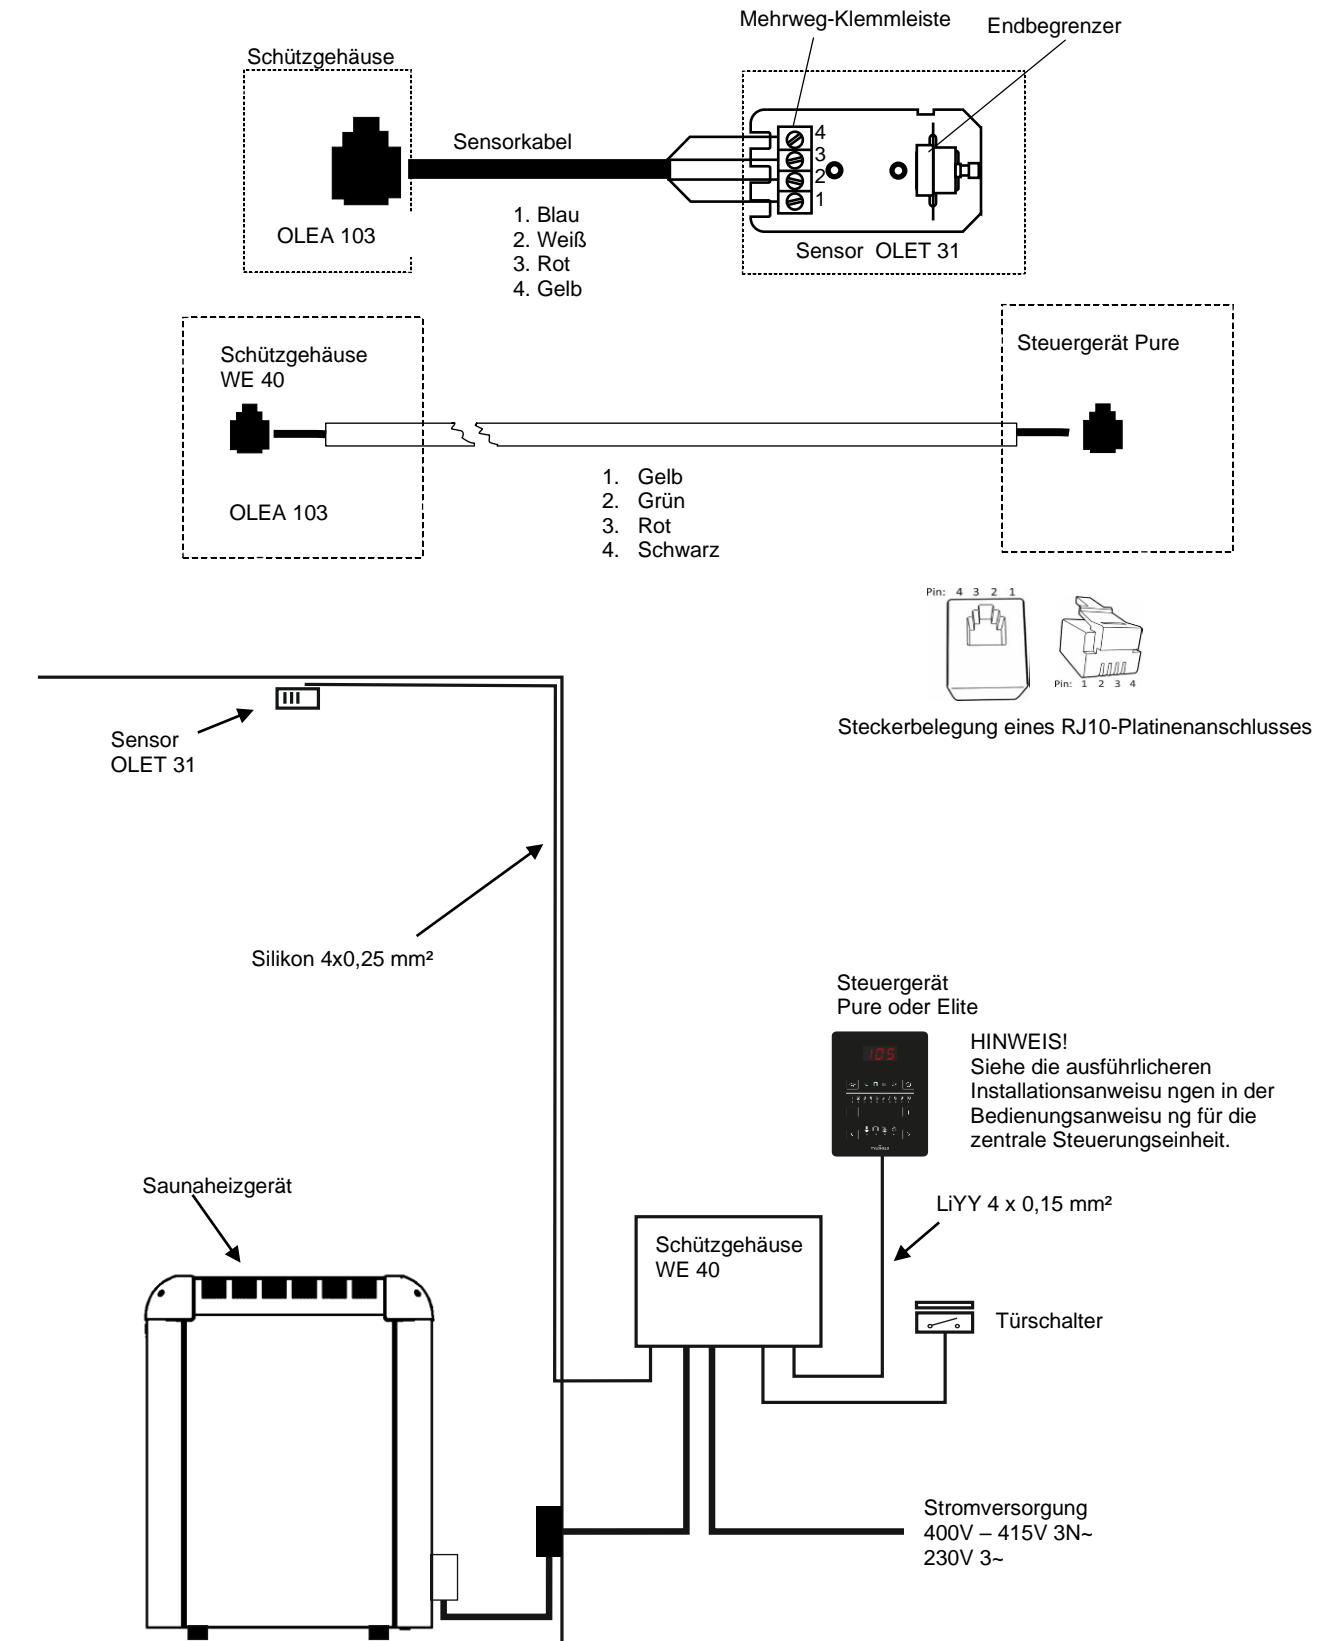 Mehrweg-Klemmleiste
Endbegrenzer
Schützgehäuse
Sensorkabel
4
3
2
1
OLEA 103
1. Blau
2. Weiß
3. Rot
4. Gelb
Sensor OLET 31
Schützgehäuse
WE 40
Steuergerät Pure
OLEA 103
1. Gelb
2. Grün
3. Rot
4. Schwarz
Pin: 4 3 2 1
Pin: 1 2 3 4
Steckerbelegung eines RJ10-Platinenanschlusses
Sensor
OLET 31
Silikon 4x0,25 mm²
Steuergerät
Pure oder Elite
105
HINWEIS!
Siehe die ausführlicheren
Installationsanweisu ngen in der
Bedienungsanweisu ng für die
zentrale Steuerungseinheit.
Saunaheizgerät
LiYY 4 x 0,15 mm²
Schützgehäuse
WE 40
Türschalter
Stromversorgung
400V – 415V 3N~
230V 3~